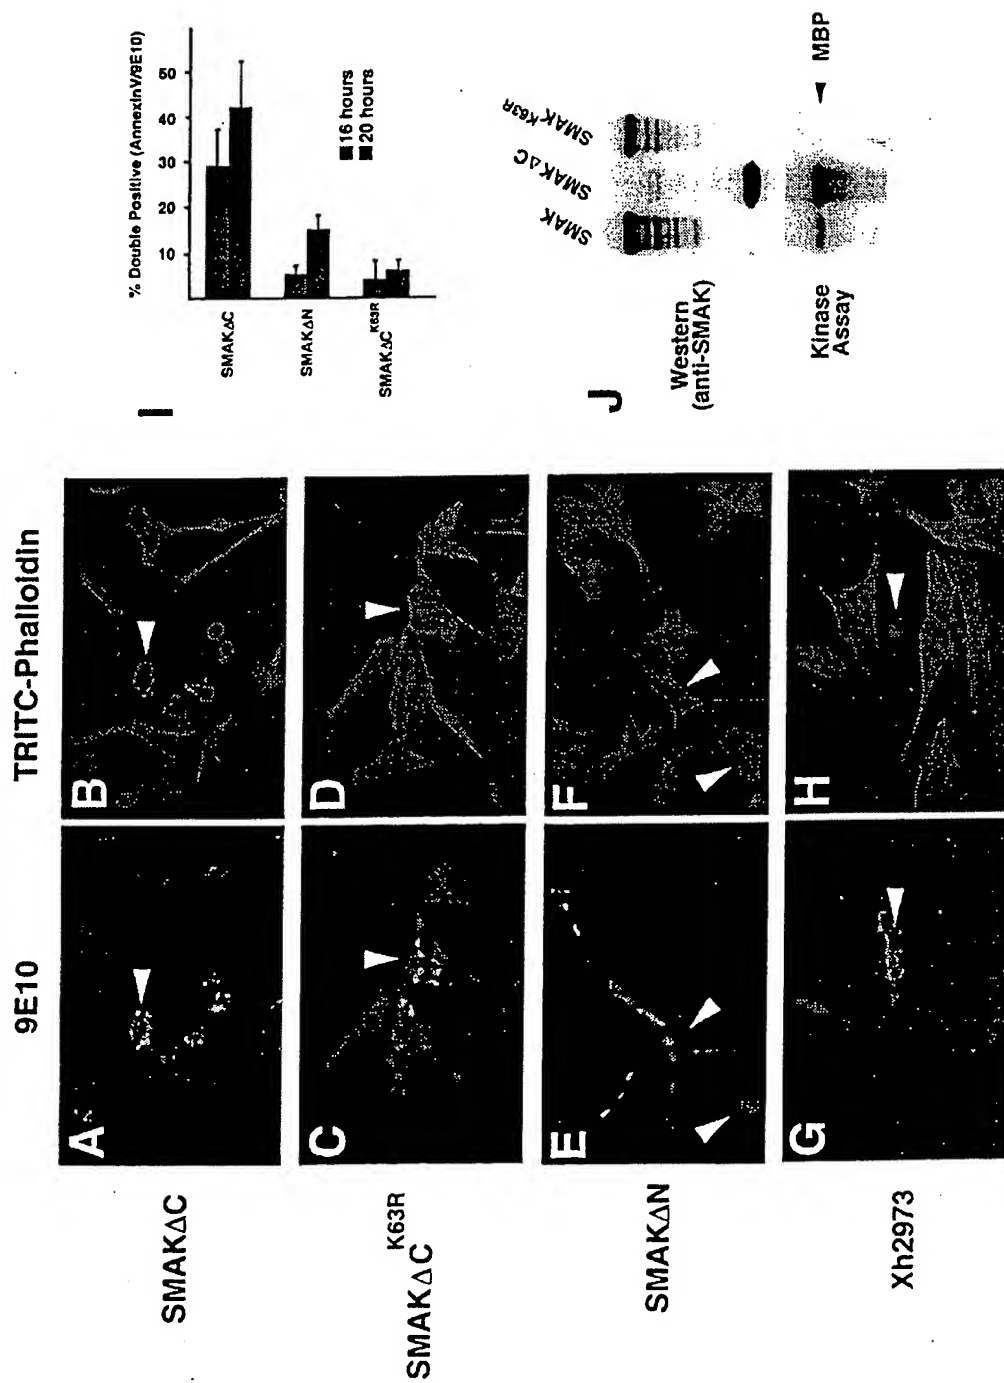 9E10
TRITC-Phalloidin
SMAKΔC
A
B
K63R
SMAKΔC
C
D
SMAKΔN
E
F
Xh2973
G
H
I
% Double Positive (AnnexinV/9E10)
50
40
30
20
10
16 hours
20 hours
SMAKΔC
SMAKΔN
K63R
SMAKΔC
J
SMAK
SMAKΔC
SMAK K63R
Western
(anti-SMAK)
Kinase
Assay
MBP